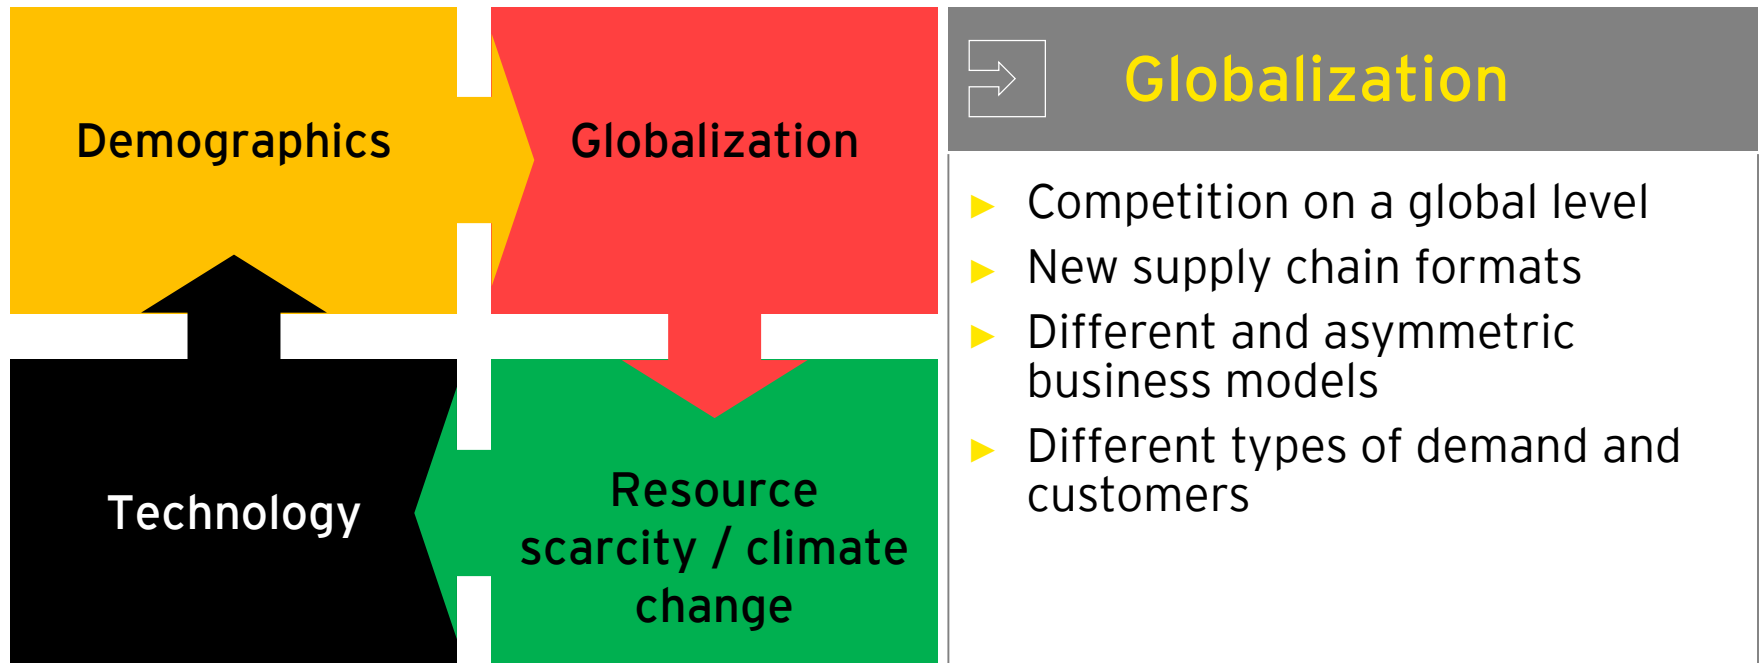 Demographics
Globalization
Technology
Resource
scarcity / climate
change
Globalization
► Competition on a global level
► New supply chain formats
► Different and asymmetric
business models
► Different types of demand and
customers